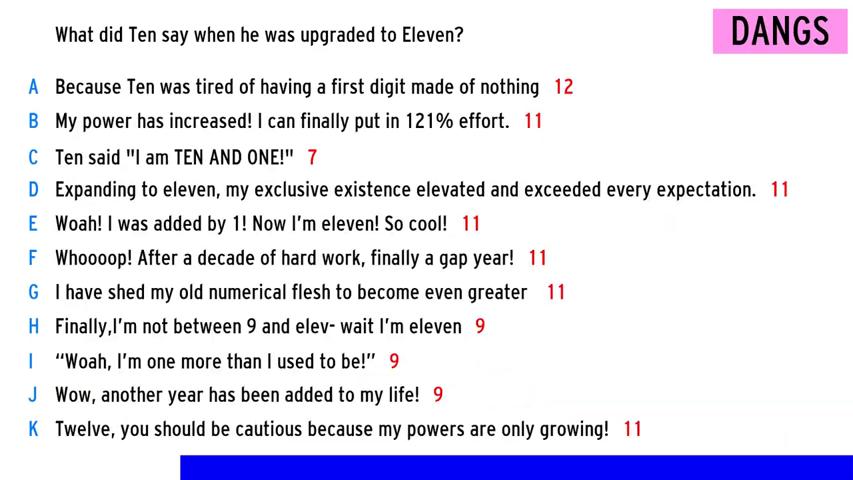 What did Ten say when he was upgraded to Eleven?
DANGS
A Because Ten was tired of having a first digit made of nothing 12
B My power has increased! I can finally put in 121% effort. 11
C Ten said "I am TEN AND ONE!" 7
D Expanding to eleven, my exclusive existence elevated and exceeded every expectation. 11
E Woah! I was added by 1! Now I'm eleven! So cool! 11
F Whoooop! After a decade of hard work, finally a gap year! 11
G I have shed my old numerical flesh to become even greater 11
H Finally,I'm not between 9 and elev- wait I'm eleven 9
I “Woah, I'm one more than I used to be!” 9
J Wow, another year has been added to my life! 9
K Twelve, you should be cautious because my powers are only growing! 11